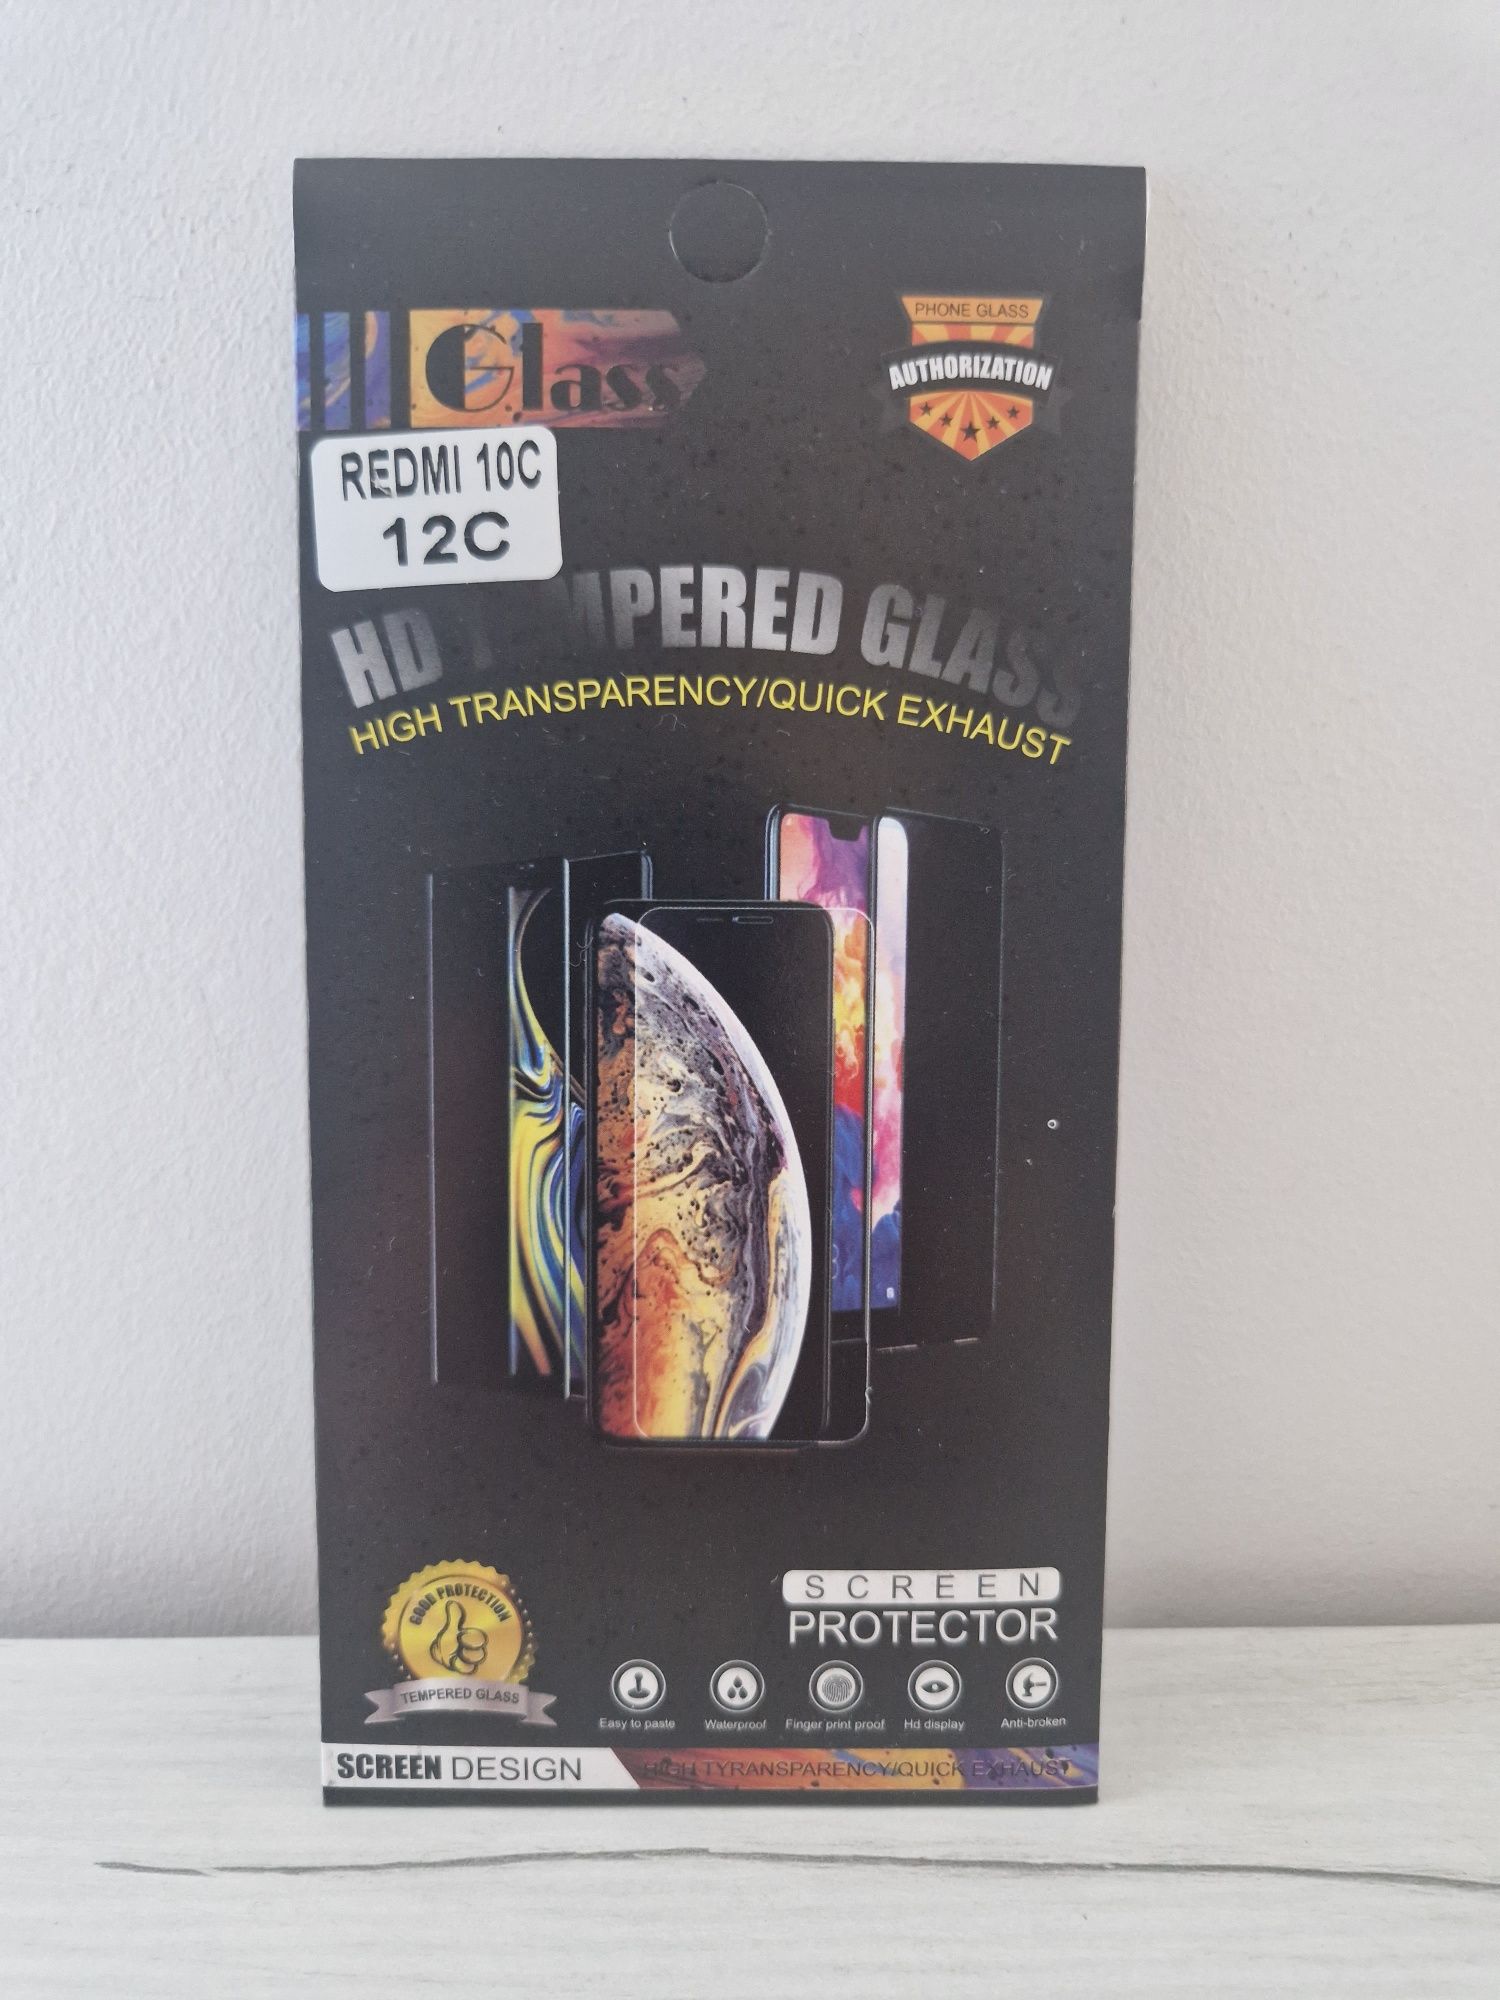 Glass
PHONE GLASS
AUTHORIZATION
REDMI 10C
12C
HD T MPERED GLASS
HIGH TRANSPARENCY/QUICK EXHAUST
GOOD PROTECTION
TEMPERED GLASS
SCREEN
PROTECTOR
Easy to paste
Waterproof
Finger print proof
Hd display
Anti-broken
SCREEN DESIGN
HIGH TYRANSPARENCY/QUICK EXHAUST